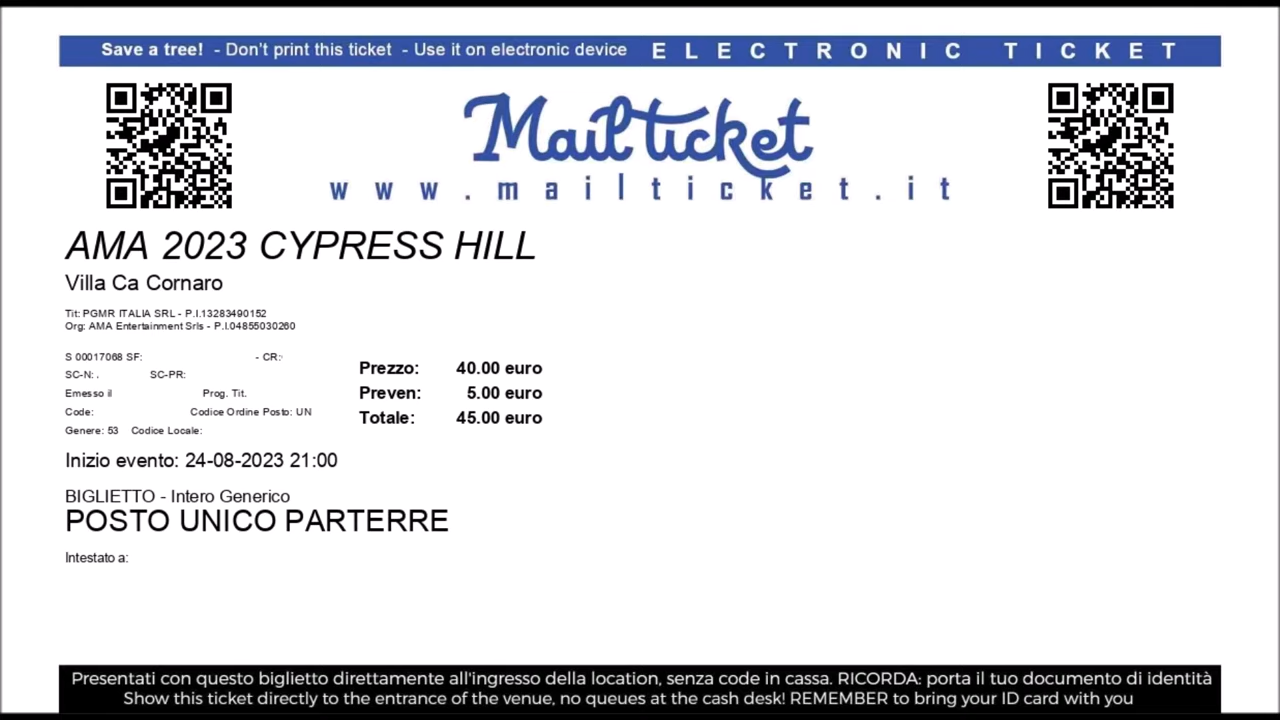 Save a tree! - Don't print this ticket - Use it on electronic device ELECTRONIC TICKET
Mailticket
www.mailticket.it
AMA 2023 CYPRESS HILL
Villa Ca Cornaro
Tit: PGMR ITALIA SRL - P.I.13283490152
Org: AMA Entertainment Srls - P.I.04855030260
S 00017068 SF: - CR:
SC-N: . SC-PR:
Emesso il Prog. Tit.
Code: Codice Ordine Posto: UN
Genere: 53 Codice Locale:
Prezzo: 40.00 euro
Preven: 5.00 euro
Totale: 45.00 euro
Inizio evento: 24-08-2023 21:00
BIGLIETTO - Intero Generico
POSTO UNICO PARTERRE
Intestato a:
Presentati con questo biglietto direttamente all'ingresso della location, senza code in cassa. RICORDA: porta il tuo documento di identità
Show this ticket directly to the entrance of the venue, no queues at the cash desk! REMEMBER to bring your ID card with you